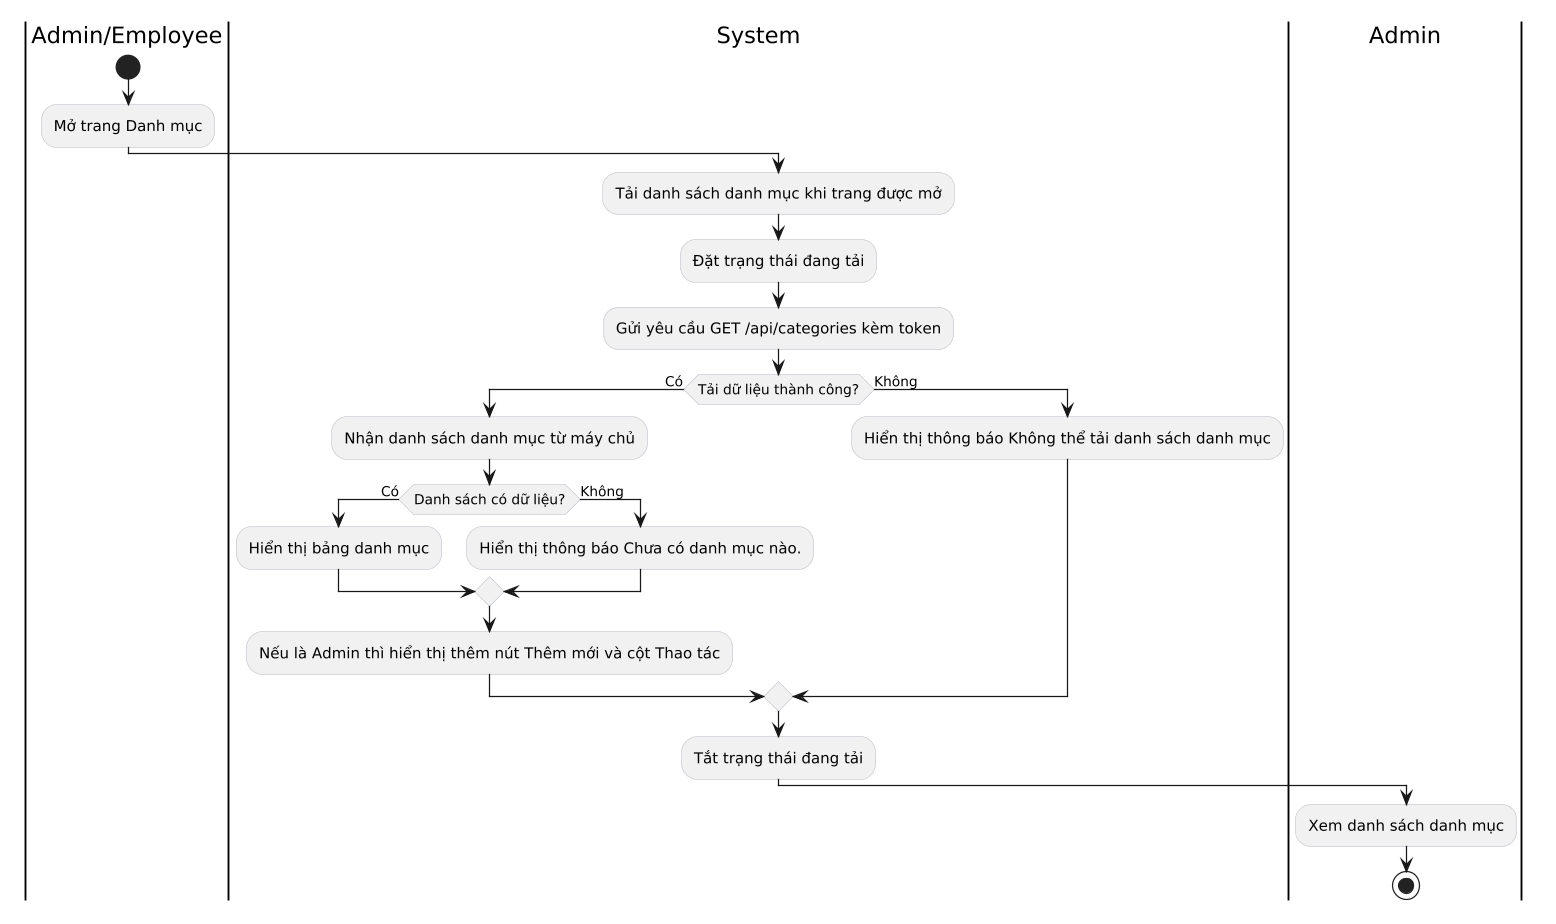 Admin/Employee
System
Admin
Mở trang Danh mục
Tải danh sách danh mục khi trang được mở
Đặt trạng thái đang tải
Gửi yêu cầu GET /api/categories kèm token
Có
Tải dữ liệu thành công?
Không
Nhận danh sách danh mục từ máy chủ
Hiển thị thông báo Không thể tải danh sách danh mục
Có
Danh sách có dữ liệu?
Không
Hiển thị bảng danh mục
Hiển thị thông báo Chưa có danh mục nào.
Nếu là Admin thì hiển thị thêm nút Thêm mới và cột Thao tác
Tắt trạng thái đang tải
Xem danh sách danh mục